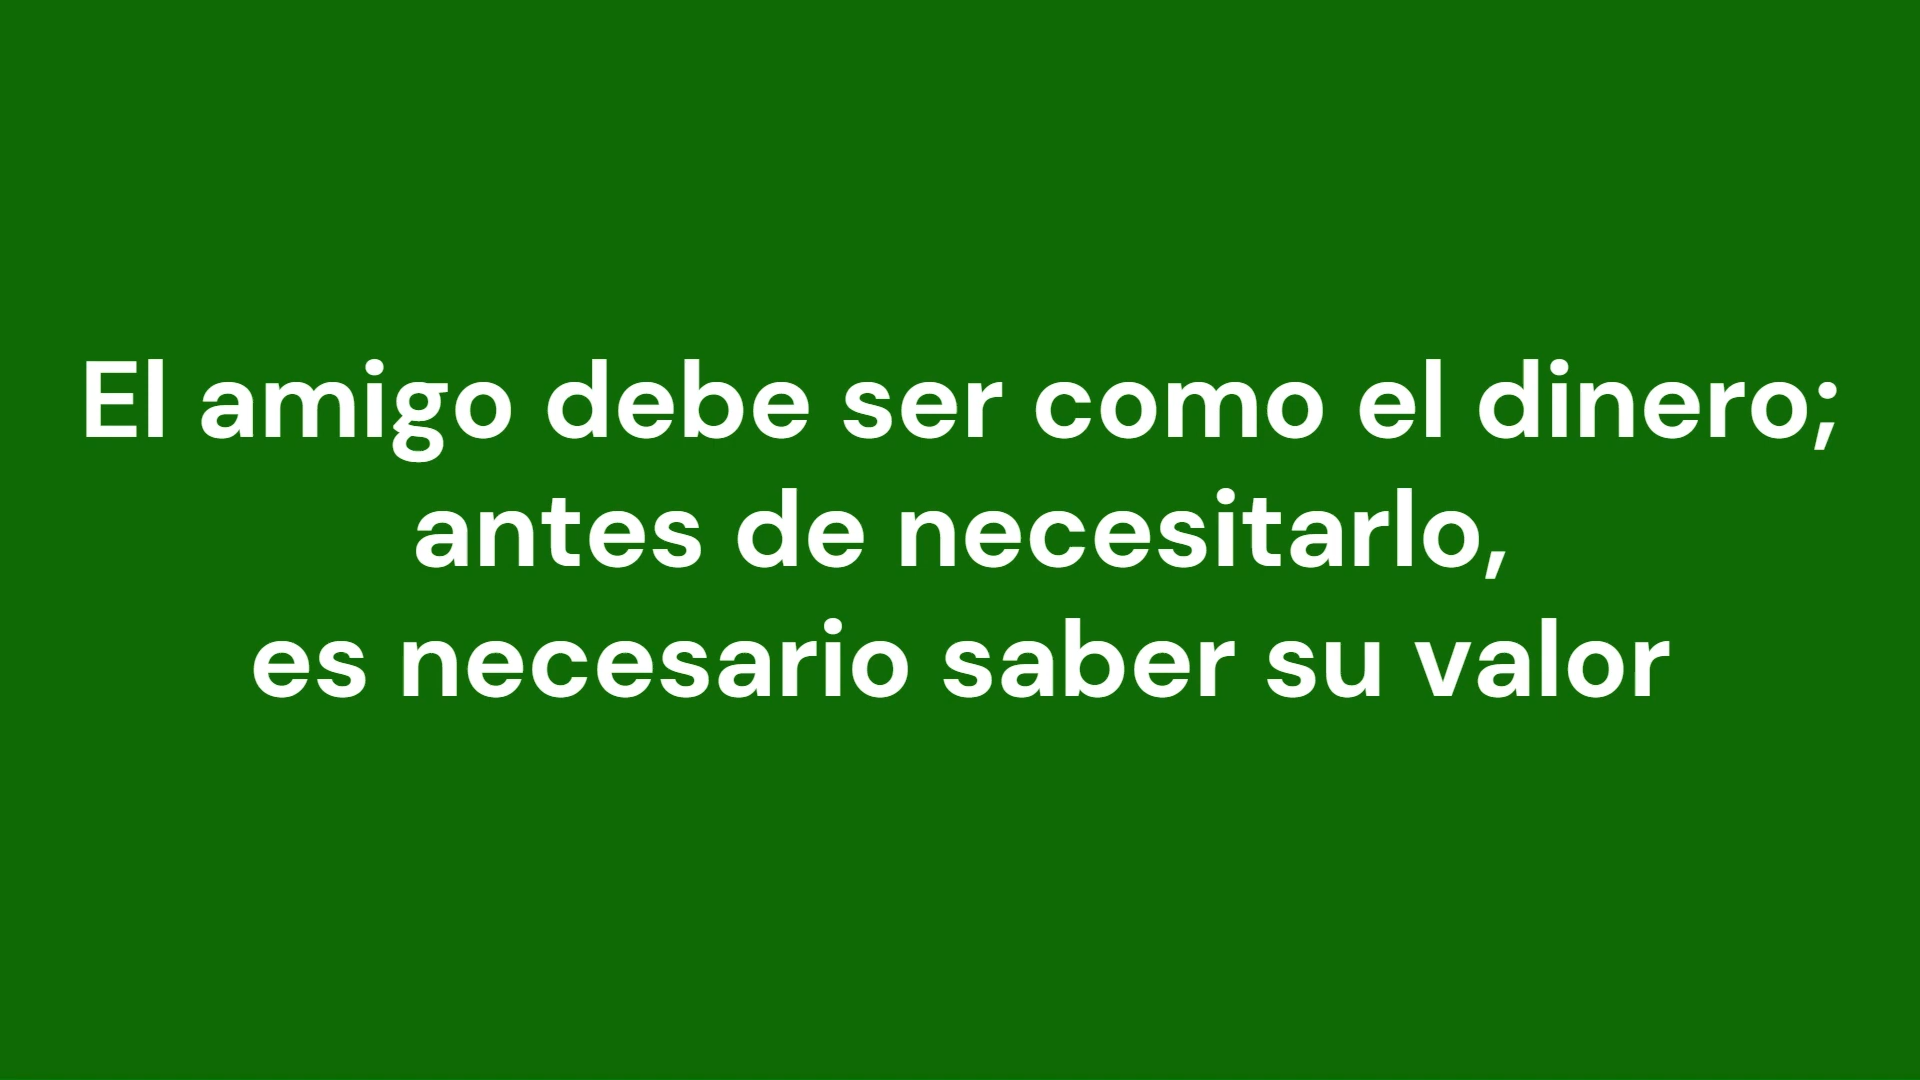 El amigo debe ser como el dinero;
antes de necesitarlo,
es necesario saber su valor